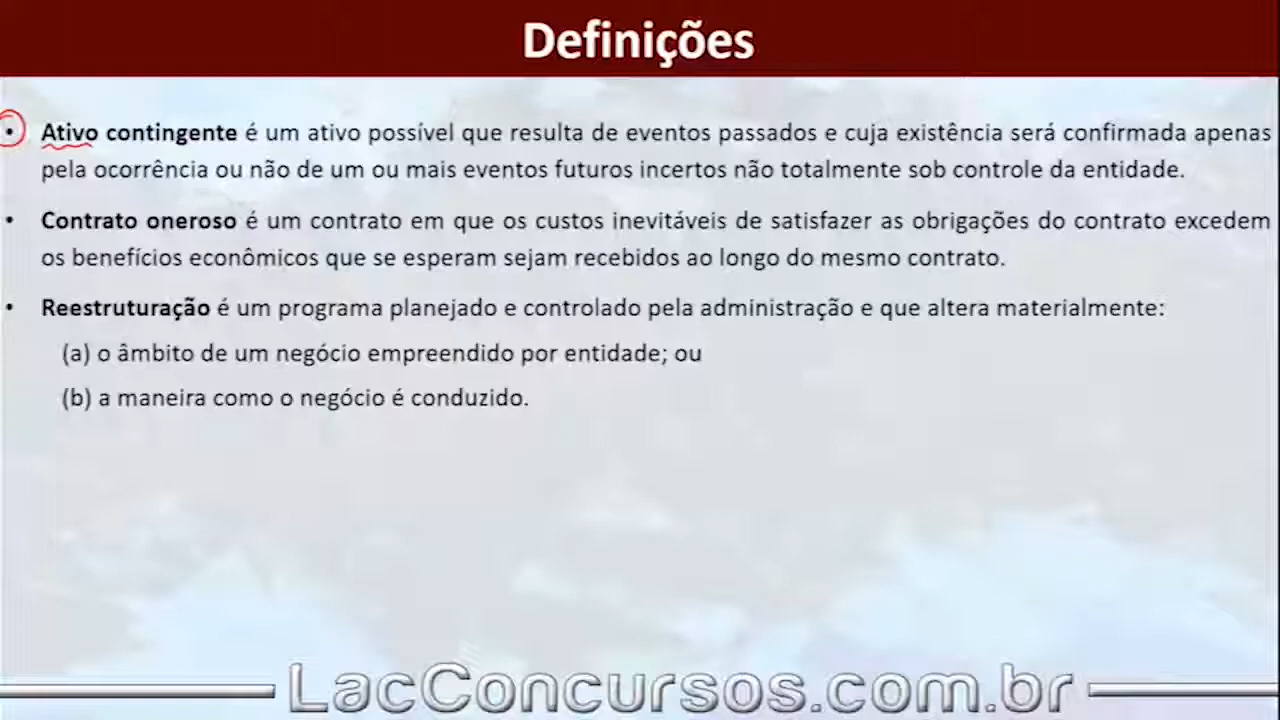 Definições
• Ativo contingente é um ativo possível que resulta de eventos passados e cuja existência será confirmada apenas
pela ocorrência ou não de um ou mais eventos futuros incertos não totalmente sob controle da entidade.
• Contrato oneroso é um contrato em que os custos inevitáveis de satisfazer as obrigações do contrato excedem
os benefícios econômicos que se esperam sejam recebidos ao longo do mesmo contrato.
• Reestruturação é um programa planejado e controlado pela administração e que altera materialmente:
(a) o âmbito de um negócio empreendido por entidade; ou
(b) a maneira como o negócio é conduzido.
LacConcursos.com.br